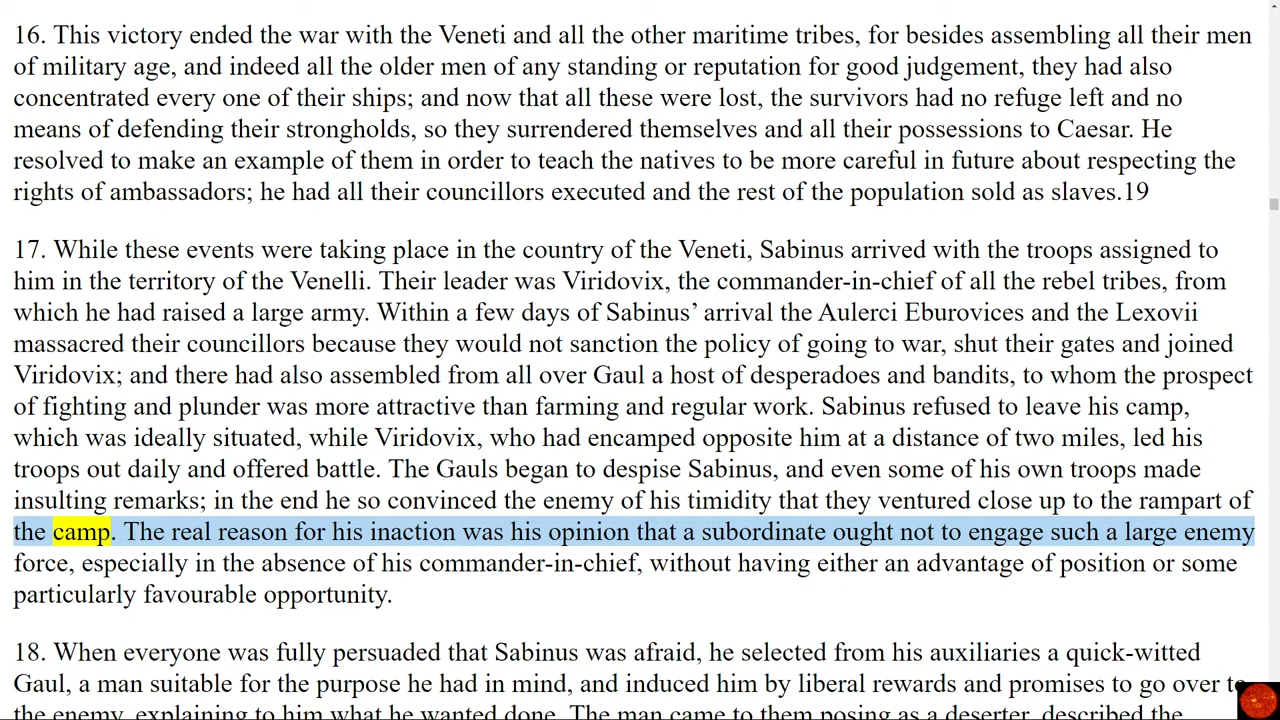 16. This victory ended the war with the Veneti and all the other maritime tribes, for besides assembling all their men
of military age, and indeed all the older men of any standing or reputation for good judgement, they had also
concentrated every one of their ships; and now that all these were lost, the survivors had no refuge left and no
means of defending their strongholds, so they surrendered themselves and all their possessions to Caesar. He
resolved to make an example of them in order to teach the natives to be more careful in future about respecting the
rights of ambassadors; he had all their councillors executed and the rest of the population sold as slaves.19
17. While these events were taking place in the country of the Veneti, Sabinus arrived with the troops assigned to
him in the territory of the Venelli. Their leader was Viridovix, the commander-in-chief of all the rebel tribes, from
which he had raised a large army. Within a few days of Sabinus’ arrival the Aulerci Eburovices and the Lexovii
massacred their councillors because they would not sanction the policy of going to war, shut their gates and joined
Viridovix; and there had also assembled from all over Gaul a host of desperadoes and bandits, to whom the prospect
of fighting and plunder was more attractive than farming and regular work. Sabinus refused to leave his camp,
which was ideally situated, while Viridovix, who had encamped opposite him at a distance of two miles, led his
troops out daily and offered battle. The Gauls began to despise Sabinus, and even some of his own troops made
insulting remarks; in the end he so convinced the enemy of his timidity that they ventured close up to the rampart of
the camp. The real reason for his inaction was his opinion that a subordinate ought not to engage such a large enemy
force, especially in the absence of his commander-in-chief, without having either an advantage of position or some
particularly favourable opportunity.
18. When everyone was fully persuaded that Sabinus was afraid, he selected from his auxiliaries a quick-witted
Gaul, a man suitable for the purpose he had in mind, and induced him by liberal rewards and promises to go over to
the enemy, explaining to him what he wanted done. The man came to them posing as a deserter, described the